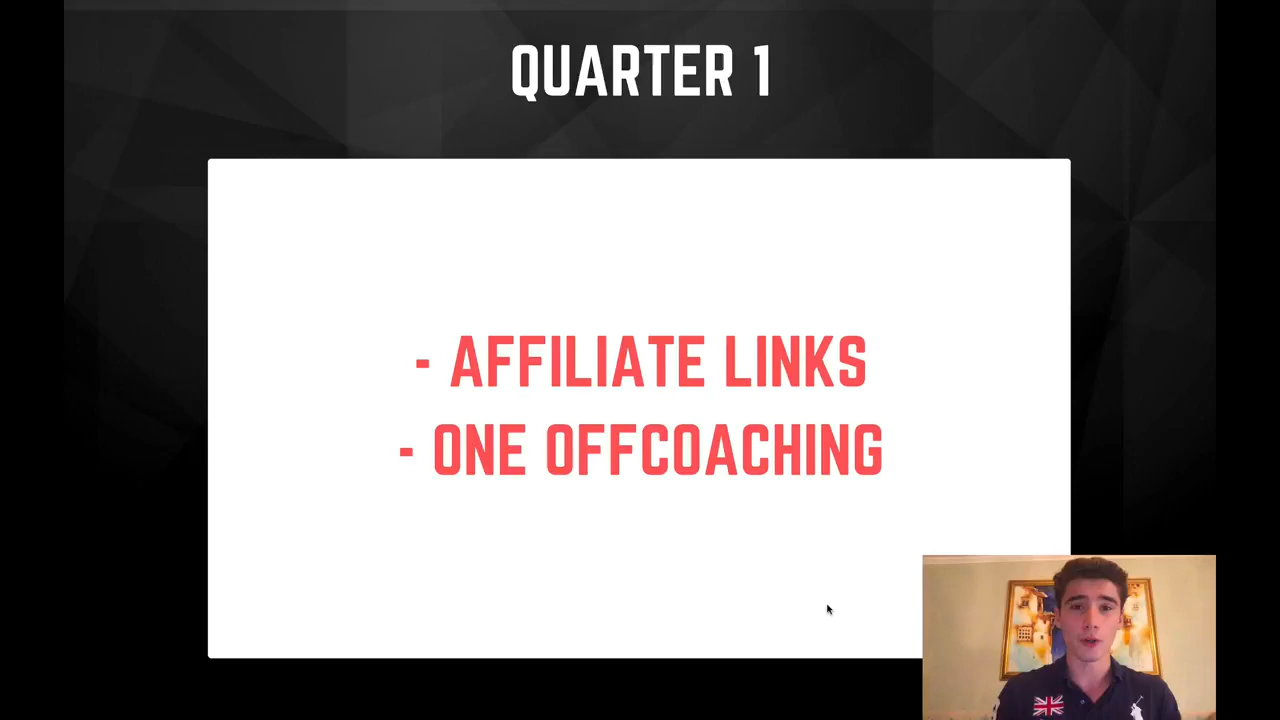 QUARTER 1
- AFFILIATE LINKS
- ONE OFFCOACHING